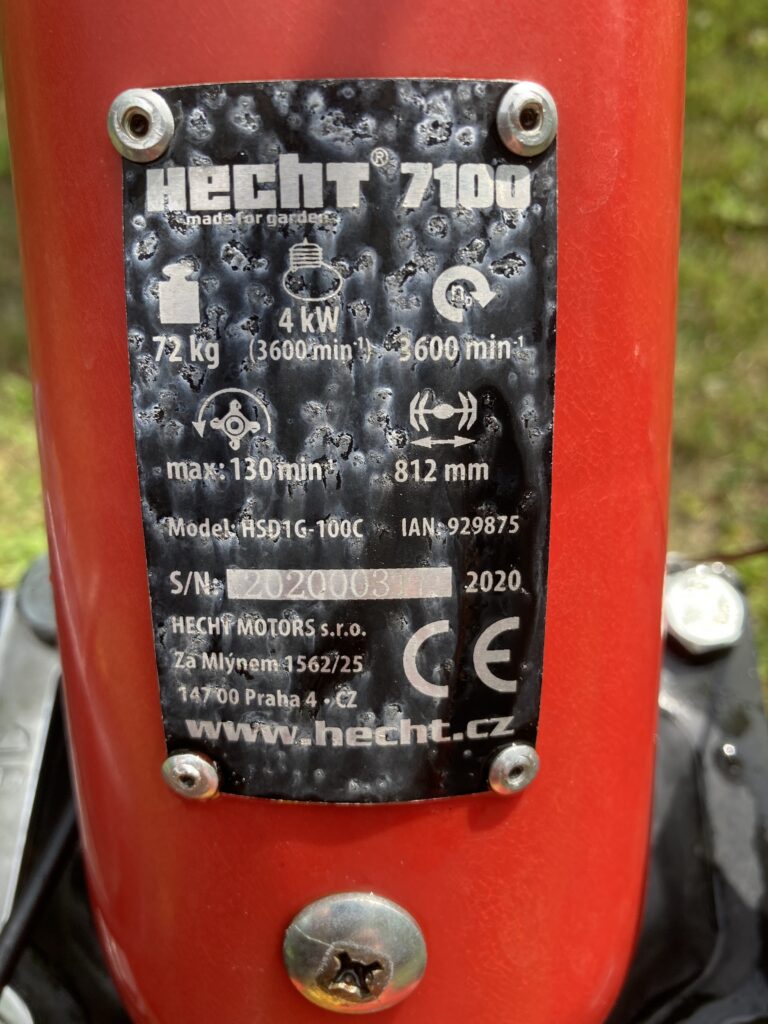 HECHT® 7100
made for garden
n₀
4 kW
72 kg (3600 min⁻¹) 3600 min⁻¹
max: 130 min⁻¹ 812 mm
Model: HSD1G-100C IAN: 929875
S/N: 2020
HECHT MOTORS s.r.o.
Za Mlýnem 1562/25
147 00 Praha 4 • CZ
CE
www.hecht.cz